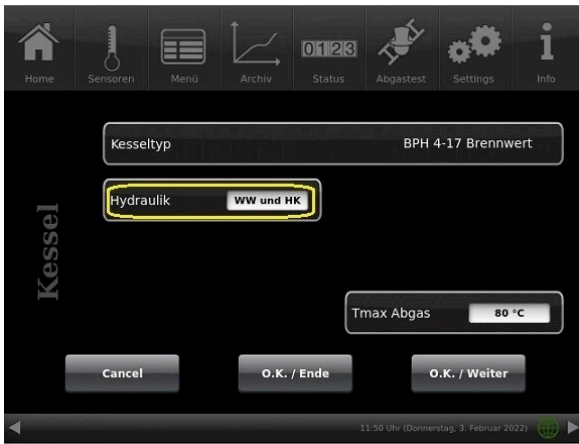 Home Sensoren Menü Archiv 0123 Status Abgastest Settings i Info
Kessel
Kesseltyp BPH 4-17 Brennwert
Hydraulik WW und HK
Tmax Abgas 80 °C
Cancel O.K. / Ende O.K. / Weiter
11:50 Uhr (Donnerstag, 3. Februar 2022)